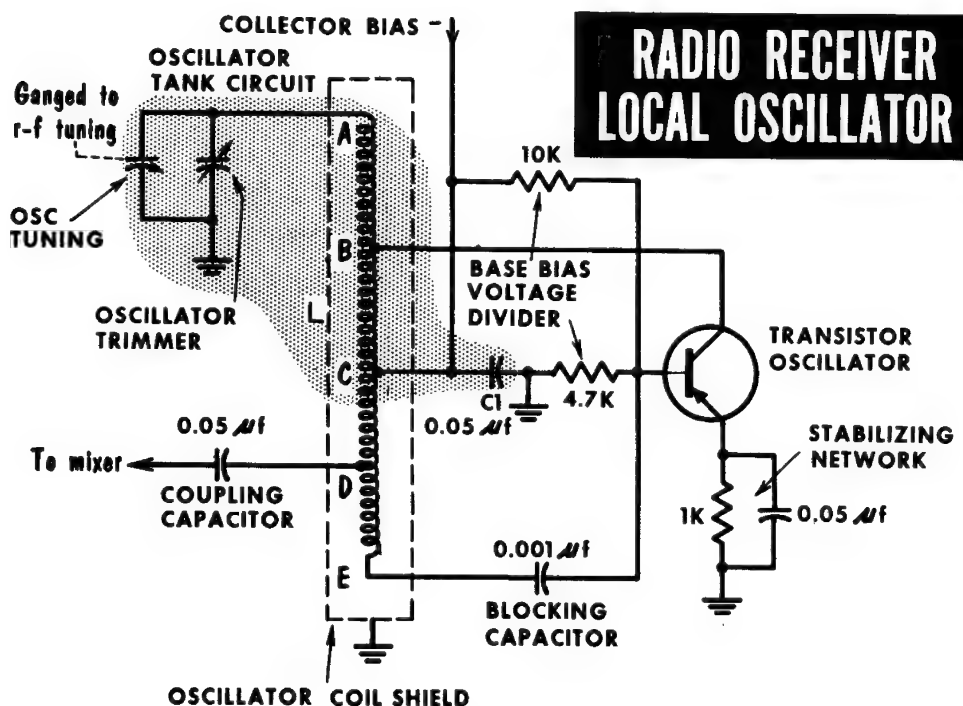 COLLECTOR BIAS -
RADIO RECEIVER
LOCAL OSCILLATOR
OSCILLATOR
TANK CIRCUIT
Ganged to
r-f tuning
A
10K
OSC
TUNING
B
BASE BIAS
VOLTAGE
DIVIDER
OSCILLATOR
TRIMMER
L
TRANSISTOR
OSCILLATOR
C
C1
4.7K
0.05 μf
0.05 μf
STABILIZING
NETWORK
To mixer
D
COUPLING
CAPACITOR
1K
0.05 μf
0.001 μf
E
BLOCKING
CAPACITOR
OSCILLATOR COIL SHIELD